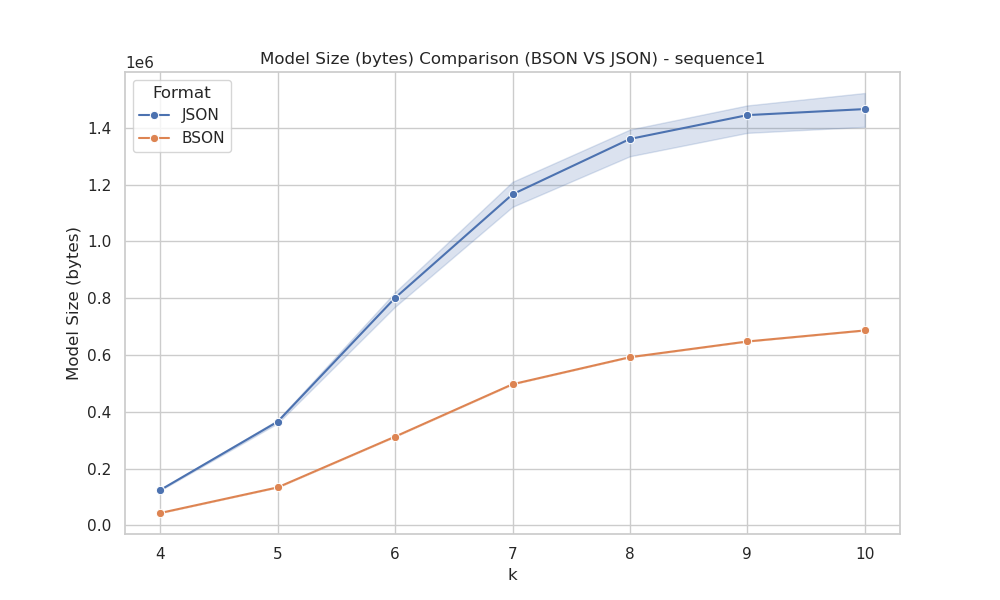 Model Size (bytes) Comparison (BSON VS JSON) - sequence1
1e6
Format
JSON
BSON
1.4
1.2
1.0
0.8
0.6
0.4
0.2
0.0
Model Size (bytes)
4 5 6 7 8 9 10
k